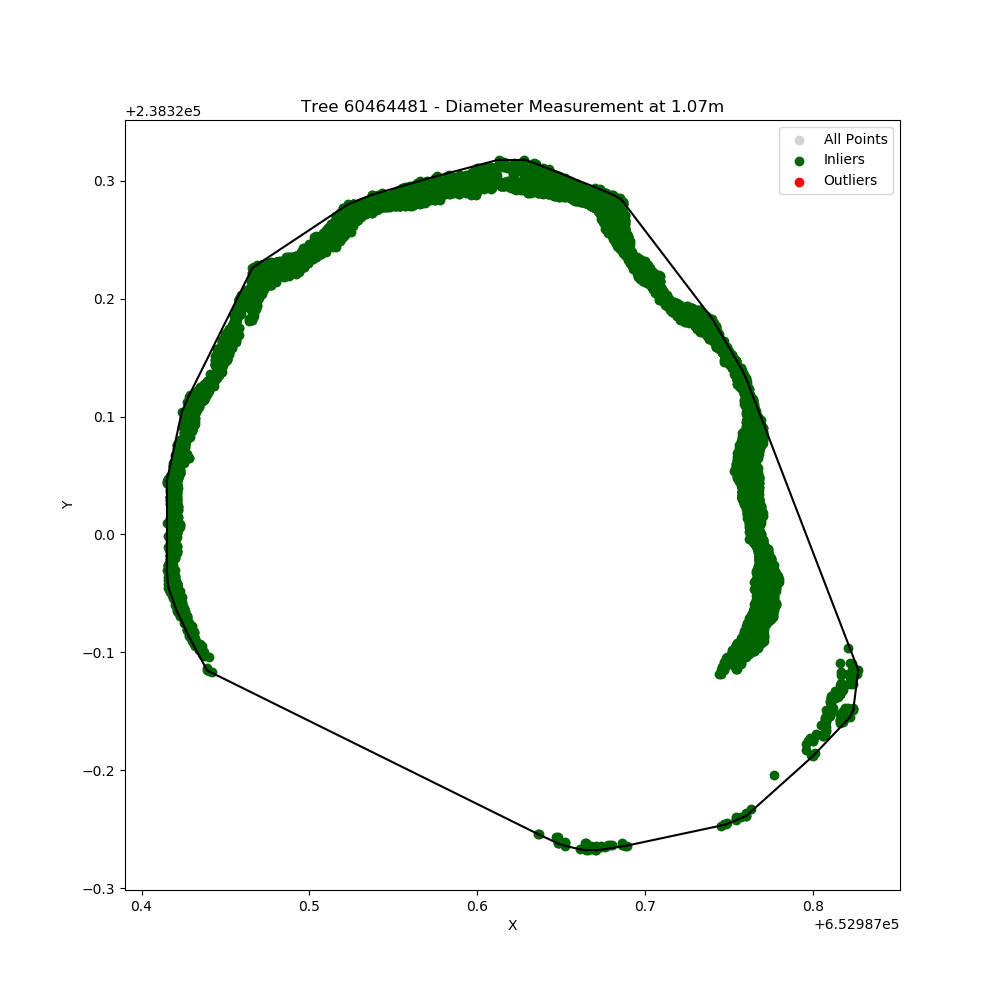 Tree 60464481 - Diameter Measurement at 1.07m
+2.3832e5
All Points
Inliers
Outliers
0.3
0.2
0.1
0.0
−0.1
−0.2
−0.3
Y
0.4 0.5 0.6 0.7 0.8
X
+6.52987e5